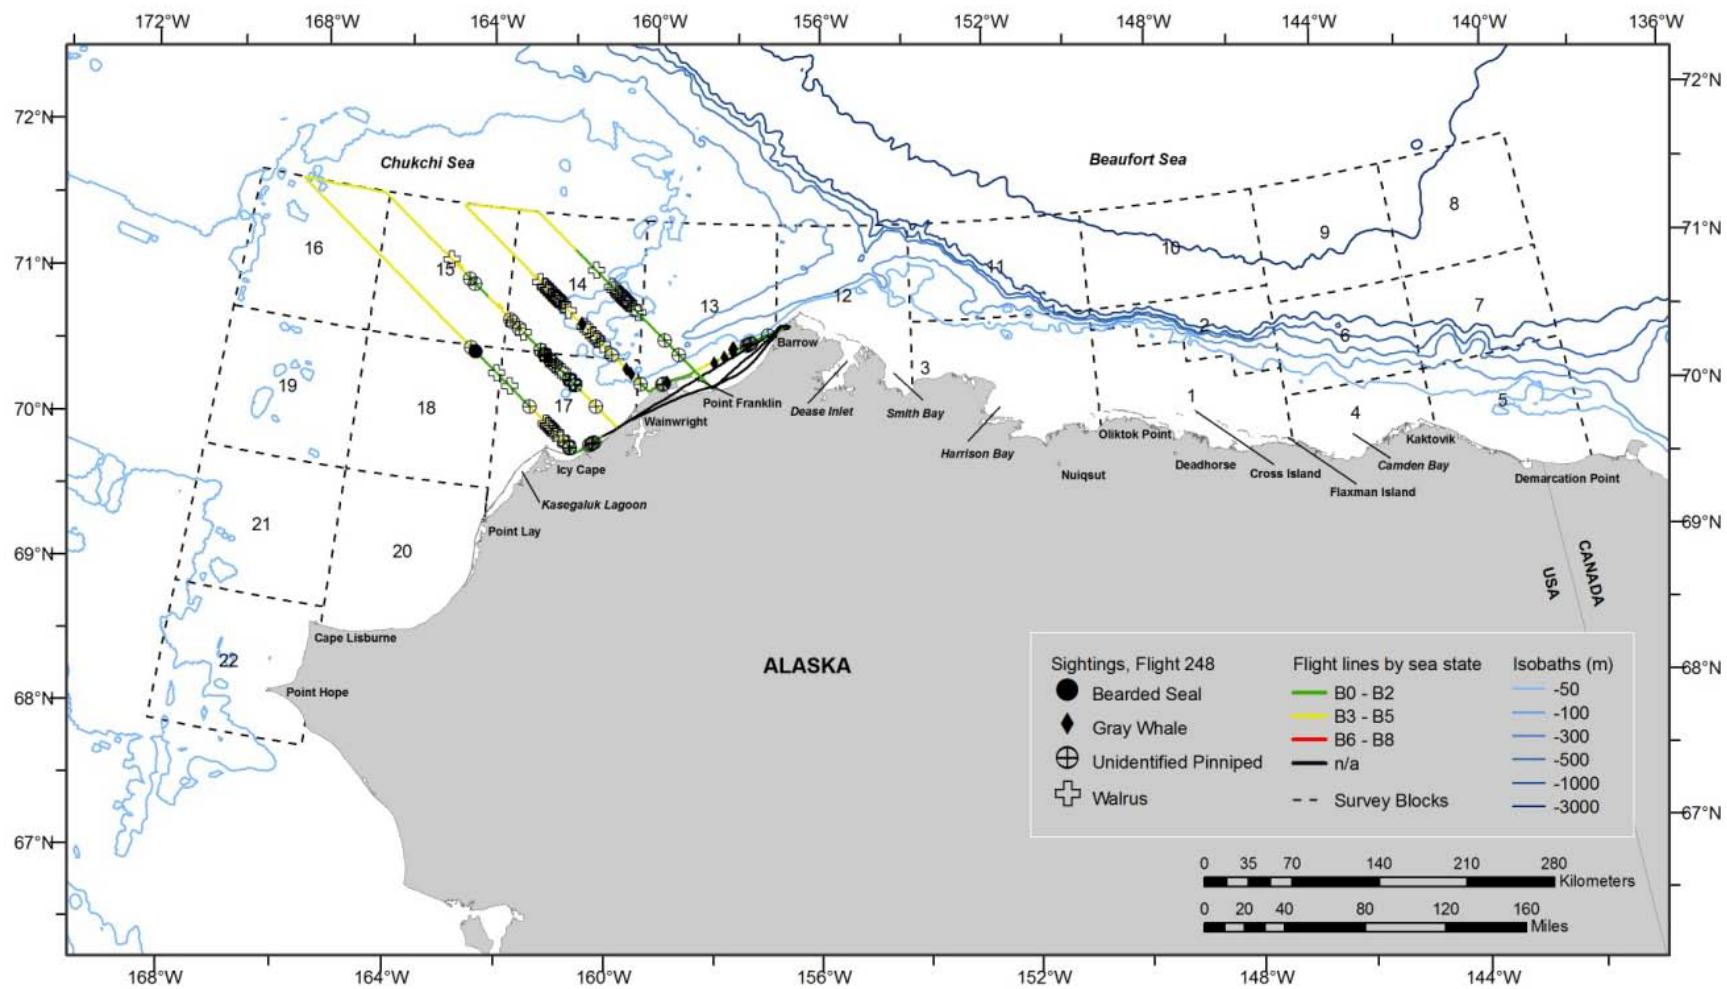 172°W 168°W 164°W 160°W 156°W 152°W 148°W 144°W 140°W 136°W
72°N
72°N
Chukchi Sea
Beaufort Sea
8
9
10
16
71°N
71°N
15
14
11
13
12
7
2
6
Barrow
19
3
70°N
70°N
18
17
Point Franklin
Dease Inlet
Smith Bay
1
4
5
Wainwright
Harrison Bay
Oliktok Point
Kaktovik
Icy Cape
Nuiqsut
Deadhorse
Cross Island
Camden Bay
Flaxman Island
Demarcation Point
Kasegaluk Lagoon
21
Point Lay
69°N
69°N
20
USA
CANADA
Cape Lisburne
22
Point Hope
ALASKA
68°N
68°N
67°N
67°N
Sightings, Flight 248
Bearded Seal
Gray Whale
Unidentified Pinniped
Walrus
Flight lines by sea state
B0 - B2
B3 - B5
B6 - B8
n/a
Survey Blocks
Isobaths (m)
-50
-100
-300
-500
-1000
-3000
0 35 70 140 210 280
Kilometers
0 20 40 80 120 160
Miles
168°W 164°W 160°W 156°W 152°W 148°W 144°W